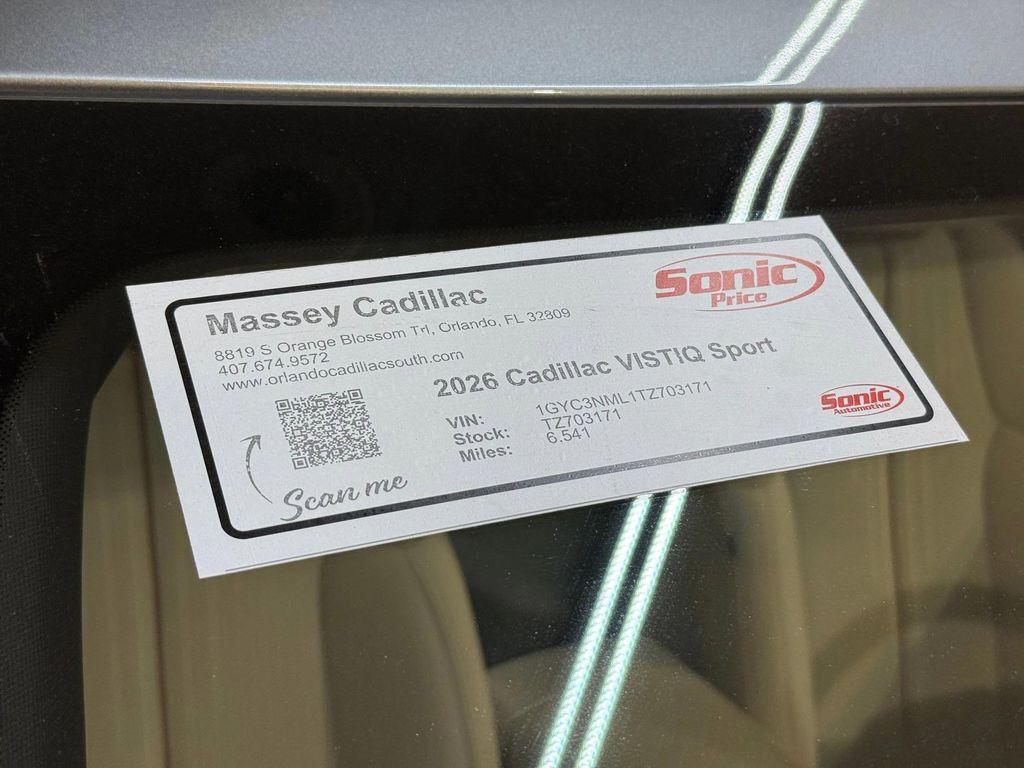 Massey Cadillac
8819 S Orange Blossom Trl, Orlando, FL 32809
407.674.9572
www.orlandocadillacsouth.com
Sonic
Price
2026 Cadillac VISTIQ Sport
VIN: 1GYC3NML1TZ703171
Stock: TZ703171
Miles: 6,541
Scan me
Sonic
Automotive